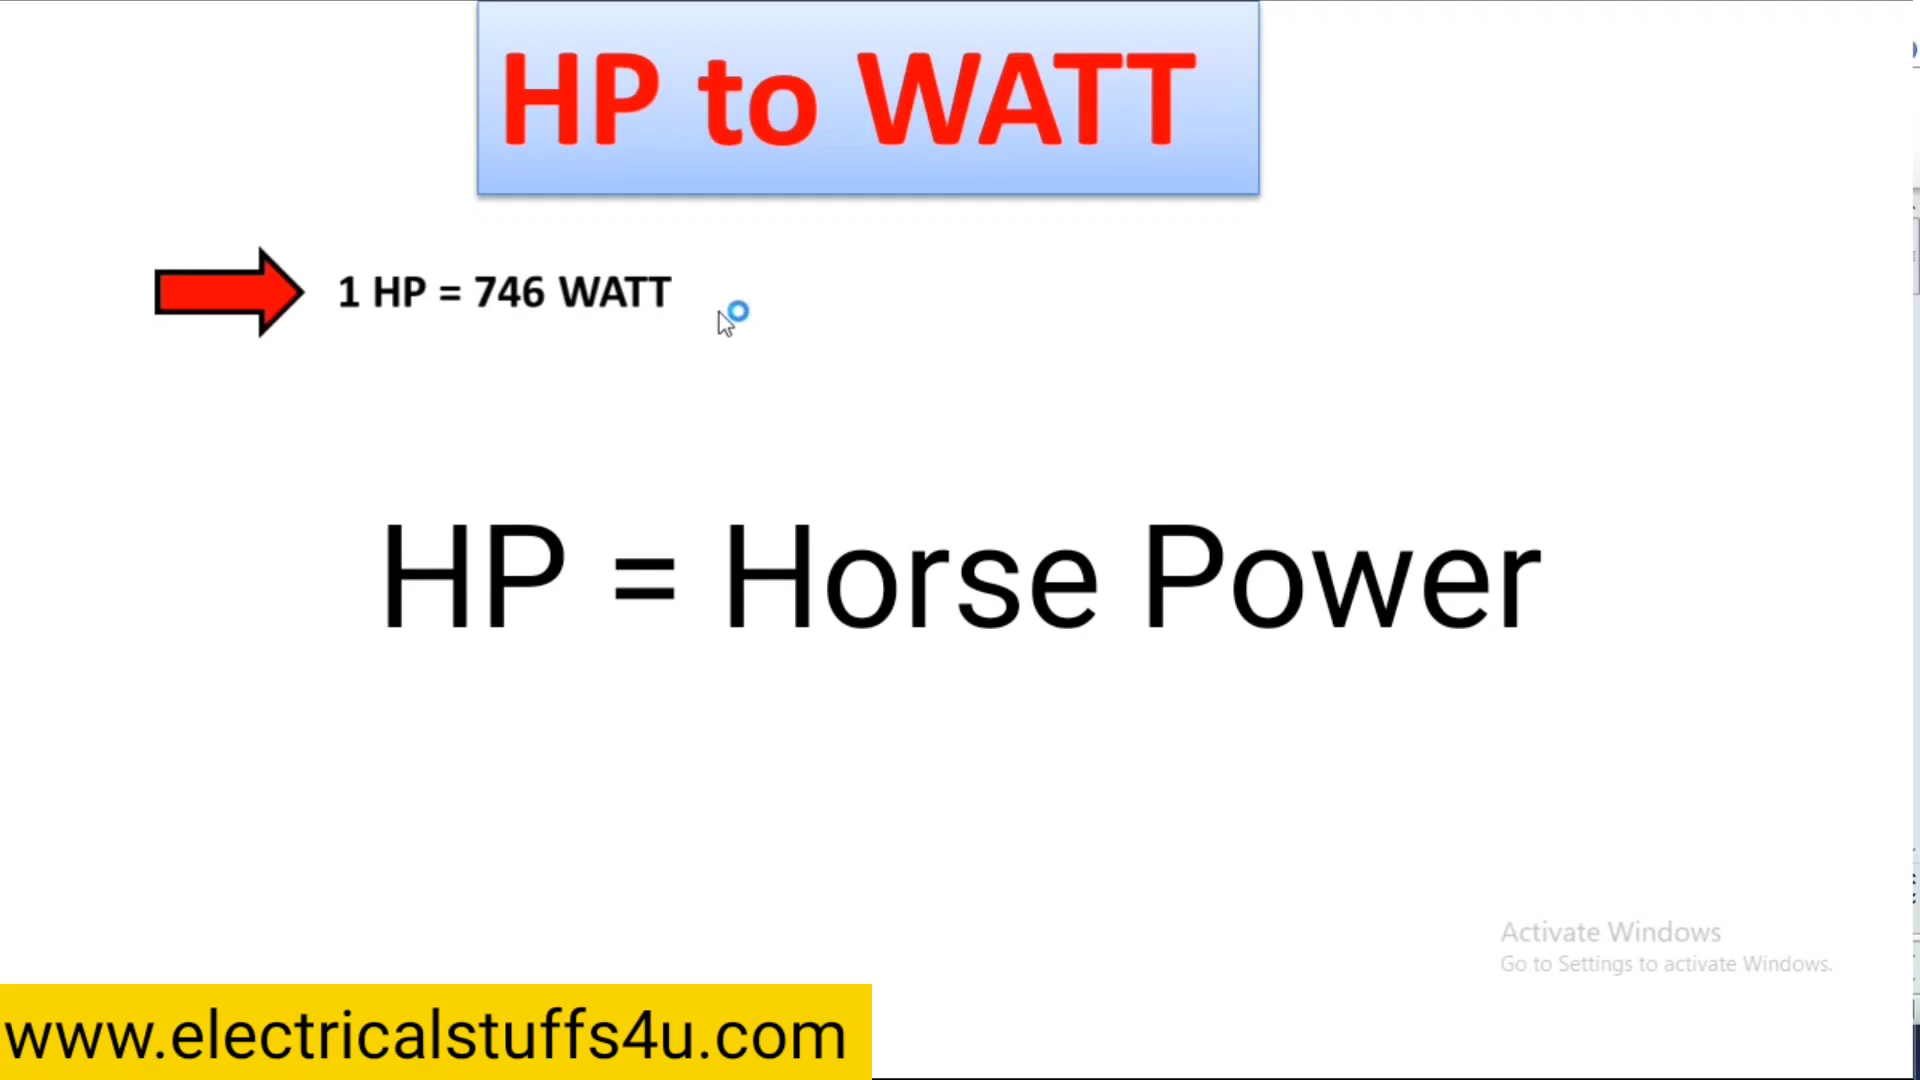 HP to WATT
1 HP = 746 WATT
HP = Horse Power
Activate Windows
Go to Settings to activate Windows.
www.electricalstuffs4u.com